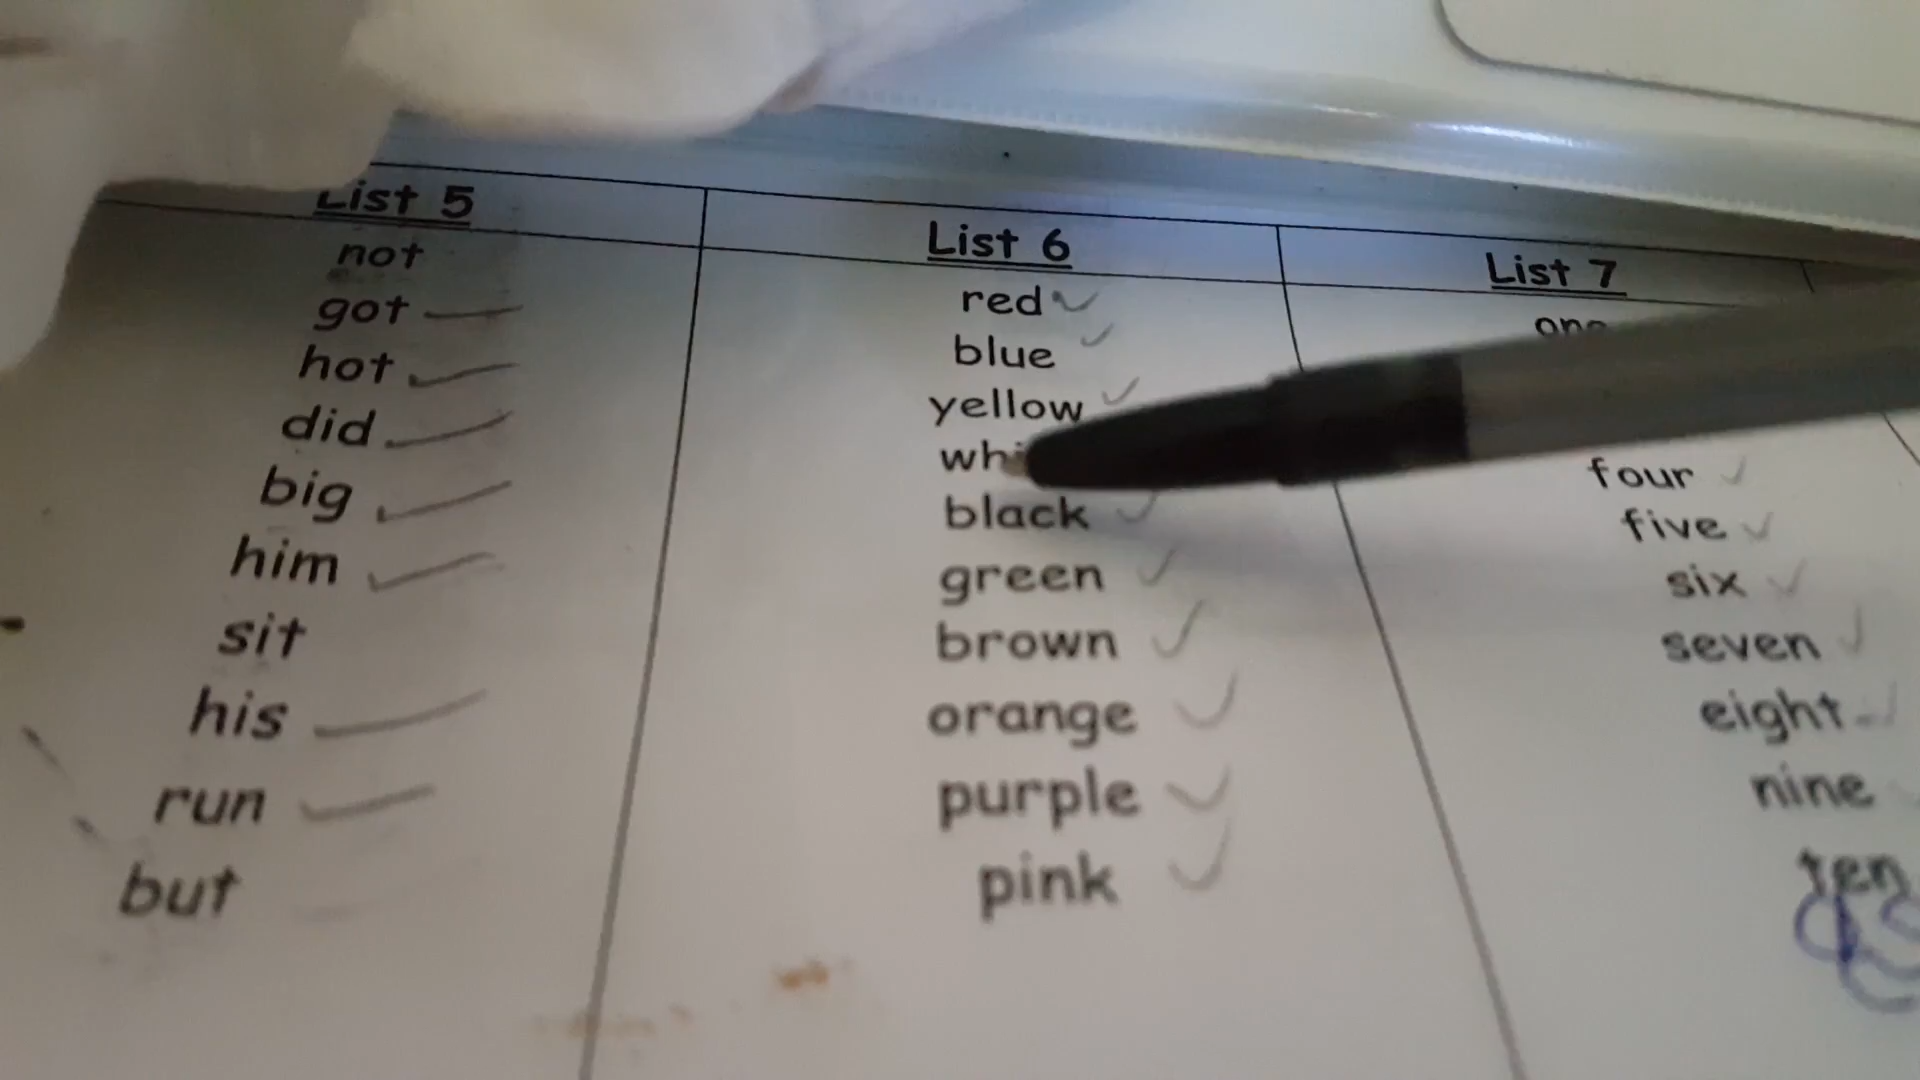 List 5
not
got
hot
did
big
him
sit
his
run
but
List 6
red
blue
yellow
black
green
brown
orange
purple
pink
List 7
one
four
five
six
seven
eight
nine
ten